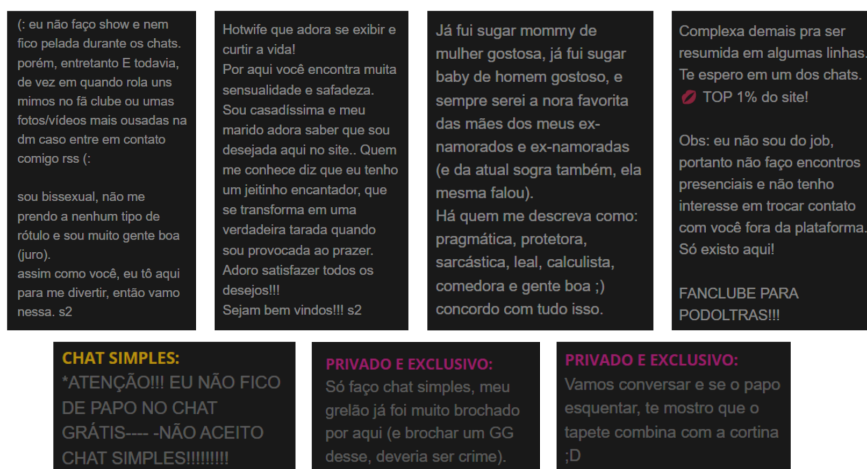 (: eu não faço show e nem
fico pelada durante os chats.
porém, entretanto E todavia,
de vez em quando rola uns
mimos no fã clube ou umas
fotos/vídeos mais ousadas na
dm caso entre em contato
comigo rss (:
sou bissexual, não me
prendo a nenhum tipo de
rótulo e sou muito gente boa
(juro).
assim como você, eu tô aqui
para me divertir, então vamo
nessa. s2
Hotwife que adora se exibir e
curtir a vida!
Por aqui você encontra muita
sensualidade e safadeza.
Sou casadíssima e meu
marido adora saber que sou
desejada aqui no site.. Quem
me conhece diz que eu tenho
um jeitinho encantador, que
se transforma em uma
verdadeira tarada quando
sou provocada ao prazer.
Adoro satisfazer todos os
desejos!!!
Sejam bem vindos!!! s2
Já fui sugar mommy de
mulher gostosa, já fui sugar
baby de homem gostoso, e
sempre serei a nora favorita
das mães dos meus ex-
namorados e ex-namoradas
(e da atual sogra também, ela
mesma falou).
Há quem me descreva como:
pragmática, protetora,
sarcástica, leal, calculista,
comedora e gente boa ;)
concordo com tudo isso.
Complexa demais pra ser
resumida em algumas linhas.
Te espero em um dos chats.
💋 TOP 1% do site!
Obs: eu não sou do job,
portanto não faço encontros
presenciais e não tenho
interesse em trocar contato
com você fora da plataforma.
Só existo aqui!
FANCLUBE PARA
PODOLTRAS!!!
CHAT SIMPLES:
*ATENÇÃO!!! EU NÃO FICO
DE PAPO NO CHAT
GRÁTIS---- -NÃO ACEITO
CHAT SIMPLES!!!!!!!!!
PRIVADO E EXCLUSIVO:
Só faço chat simples, meu
grelão já foi muito brochado
por aqui (e brochar um GG
desse, deveria ser crime).
PRIVADO E EXCLUSIVO:
Vamos conversar e se o papo
esquentar, te mostro que o
tapete combina com a cortina
;D